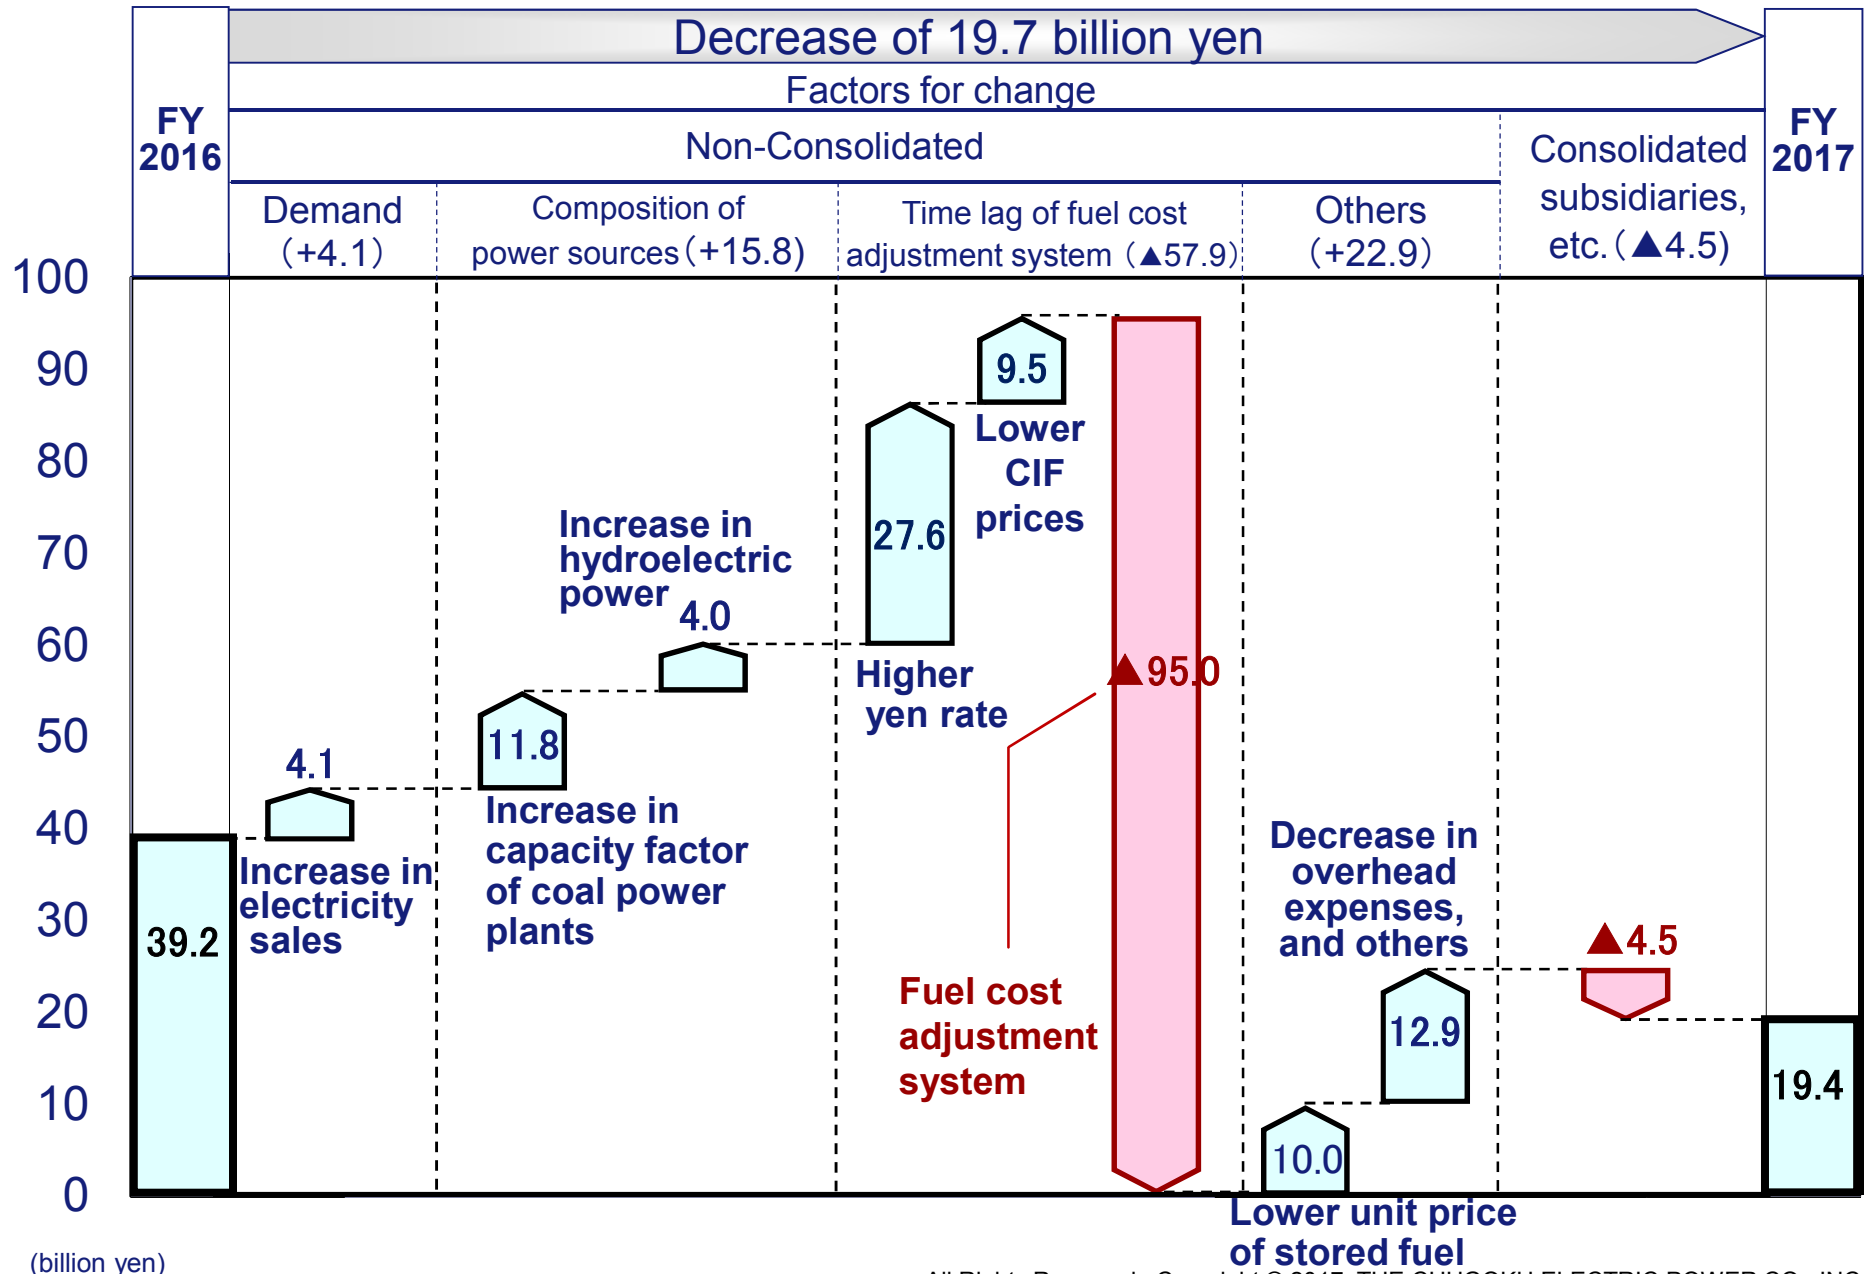 Decrease of 19.7 billion yen
Factors for change
FY
2016
Non-Consolidated
Consolidated
subsidiaries,
etc.(▲4.5)
FY
2017
Demand
(+4.1)
Composition of
power sources(+15.8)
Time lag of fuel cost
adjustment system (▲57.9)
Others
(+22.9)
100
90
80
70
60
50
40
30
20
10
0
39.2
4.1
Increase in
electricity
sales
11.8
Increase in
capacity factor
of coal power
plants
Increase in
hydroelectric
power
4.0
27.6
Higher
yen rate
9.5
Lower
CIF
prices
▲95.0
Fuel cost
adjustment
system
10.0
Lower unit price
of stored fuel
Decrease in
overhead
expenses,
and others
12.9
▲4.5
19.4
(billion yen)